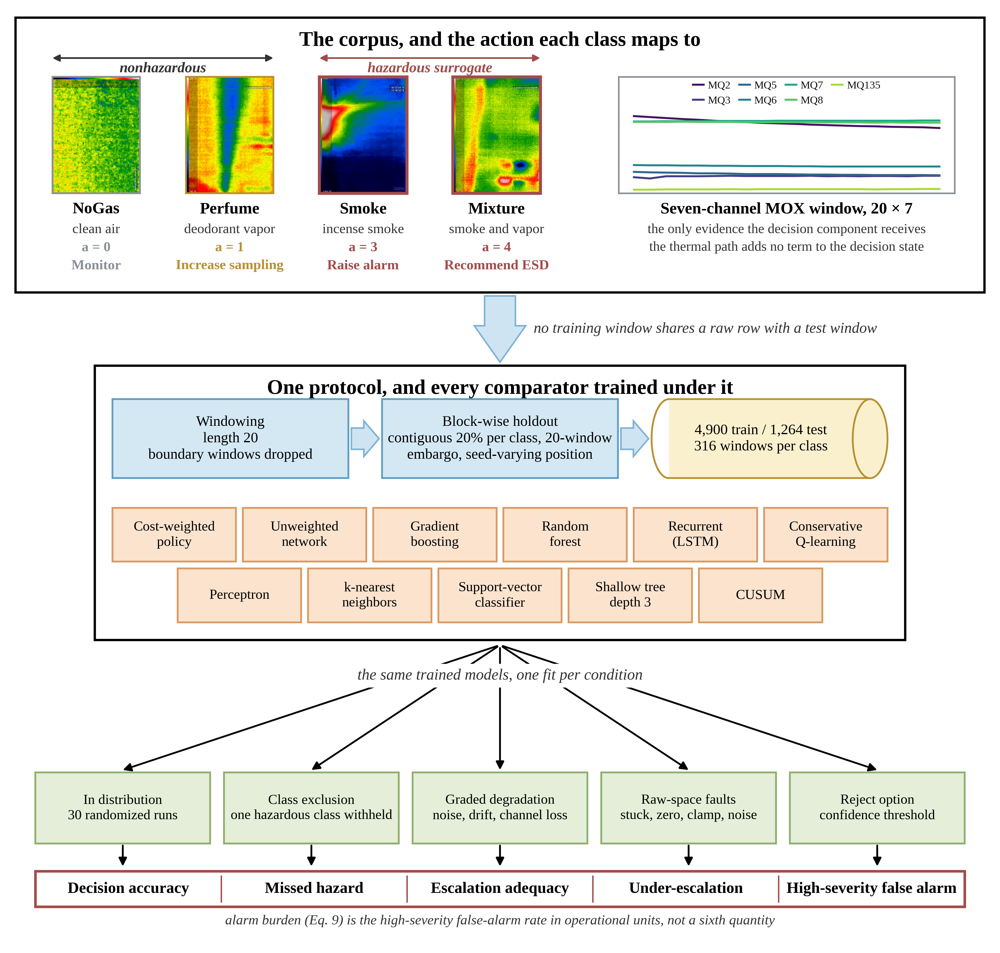 The corpus, and the action each class maps to
nonhazardous
hazardous surrogate
Location Unavailable
18°32'16" N
73°43'32" E
Location Unavailable
MQ2 MQ5 MQ7 MQ135
MQ3 MQ6 MQ8
NoGas
clean air
a = 0
Monitor
Perfume
deodorant vapor
a = 1
Increase sampling
Smoke
incense smoke
a = 3
Raise alarm
Mixture
smoke and vapor
a = 4
Recommend ESD
Seven-channel MOX window, 20 × 7
the only evidence the decision component receives
the thermal path adds no term to the decision state
no training window shares a raw row with a test window
One protocol, and every comparator trained under it
Windowing
length 20
boundary windows dropped
Block-wise holdout
contiguous 20% per class, 20-window
embargo, seed-varying position
4,900 train / 1,264 test
316 windows per class
Cost-weighted
policy
Unweighted
network
Gradient
boosting
Random
forest
Recurrent
(LSTM)
Conservative
Q-learning
Perceptron
k-nearest
neighbors
Support-vector
classifier
Shallow tree
depth 3
CUSUM
the same trained models, one fit per condition
In distribution
30 randomized runs
Class exclusion
one hazardous class withheld
Graded degradation
noise, drift, channel loss
Raw-space faults
stuck, zero, clamp, noise
Reject option
confidence threshold
Decision accuracy
Missed hazard
Escalation adequacy
Under-escalation
High-severity false alarm
alarm burden (Eq. 9) is the high-severity false-alarm rate in operational units, not a sixth quantity